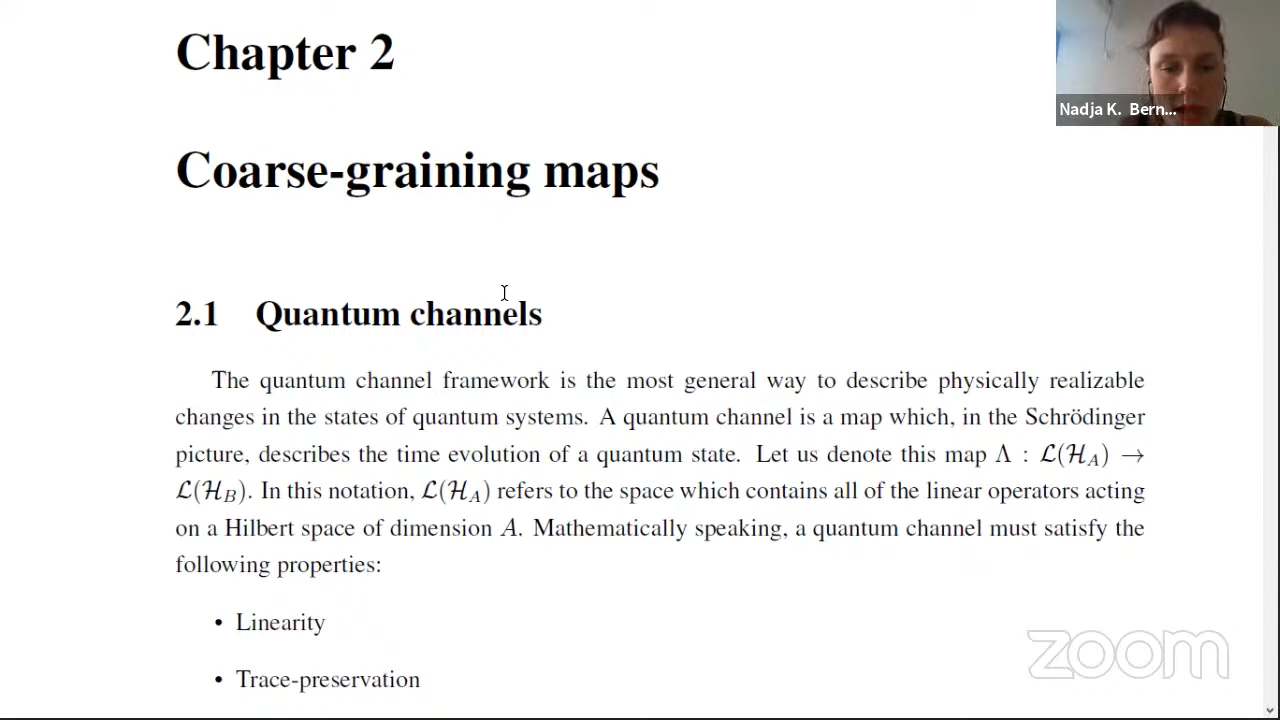 Chapter 2
Nadja K. Bern...
Coarse-graining maps
2.1 Quantum channels
The quantum channel framework is the most general way to describe physically realizable
changes in the states of quantum systems. A quantum channel is a map which, in the Schrödinger
picture, describes the time evolution of a quantum state. Let us denote this map Λ : 𝓛(𝓗_A) →
𝓛(𝓗_B). In this notation, 𝓛(𝓗_A) refers to the space which contains all of the linear operators acting
on a Hilbert space of dimension A. Mathematically speaking, a quantum channel must satisfy the
following properties:
• Linearity
• Trace-preservation
zoom